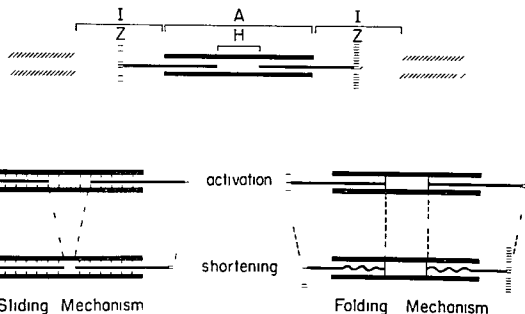 I A I
Z H Z
activation
shortening
Sliding Mechanism Folding Mechanism